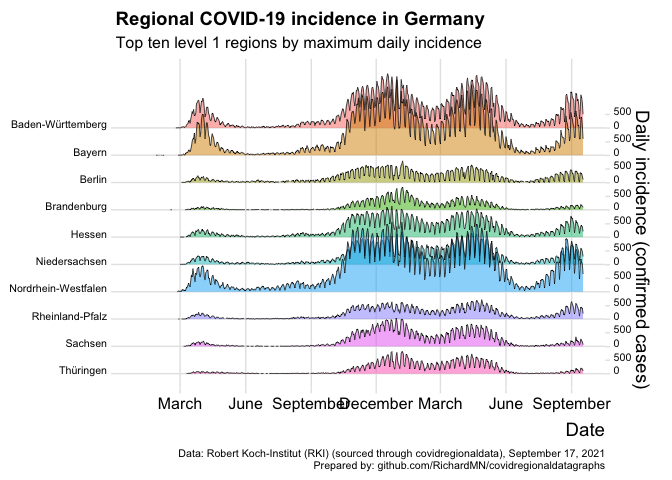 Regional COVID-19 incidence in Germany
Top ten level 1 regions by maximum daily incidence
Baden-Württemberg
500
0
Bayern
500
0
Berlin
500
0
Brandenburg
500
0
Hessen
500
0
Niedersachsen
500
0
Nordrhein-Westfalen
500
0
Rheinland-Pfalz
500
0
Sachsen
500
0
Thüringen
500
0
Daily incidence (confirmed cases)
March June September December March June September
Date
Data: Robert Koch-Institut (RKI) (sourced through covidregionaldata), September 17, 2021
Prepared by: github.com/RichardMN/covidregionaldatagraphs